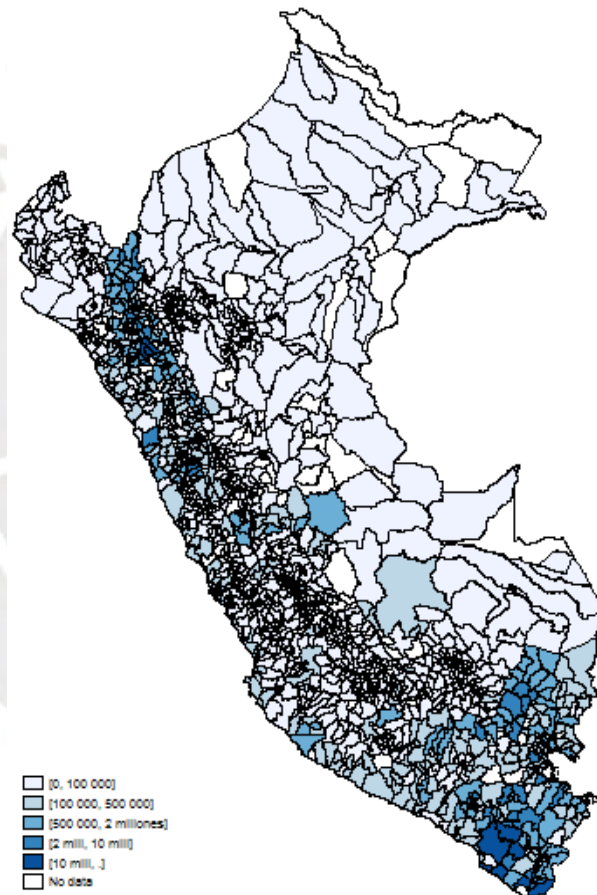 [0, 100 000]
[100 000, 500 000]
[500 000, 2 millones]
[2 mill, 10 mill]
[10 mill, .]
No data